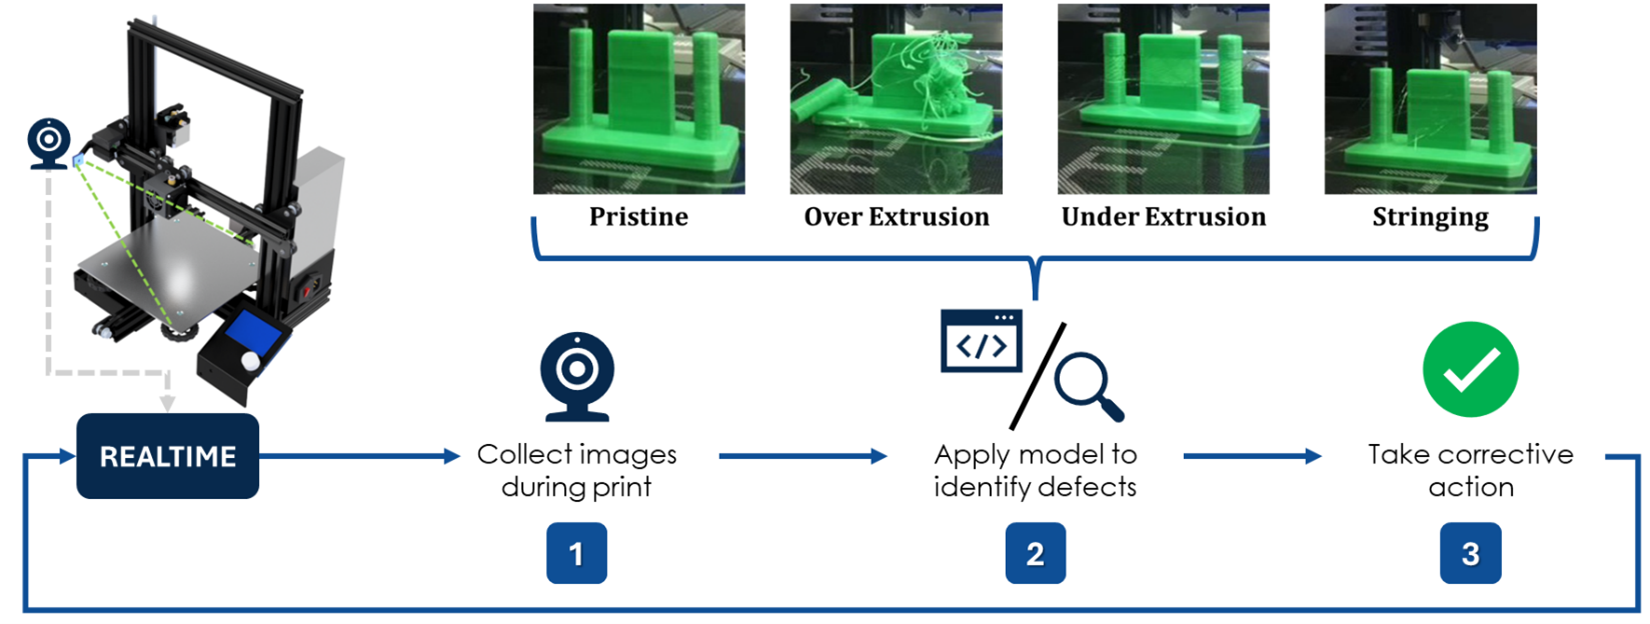 Pristine
Over Extrusion
Under Extrusion
Stringing
</>
REALTIME
Collect images
during print
Apply model to
identify defects
Take corrective
action
1
2
3